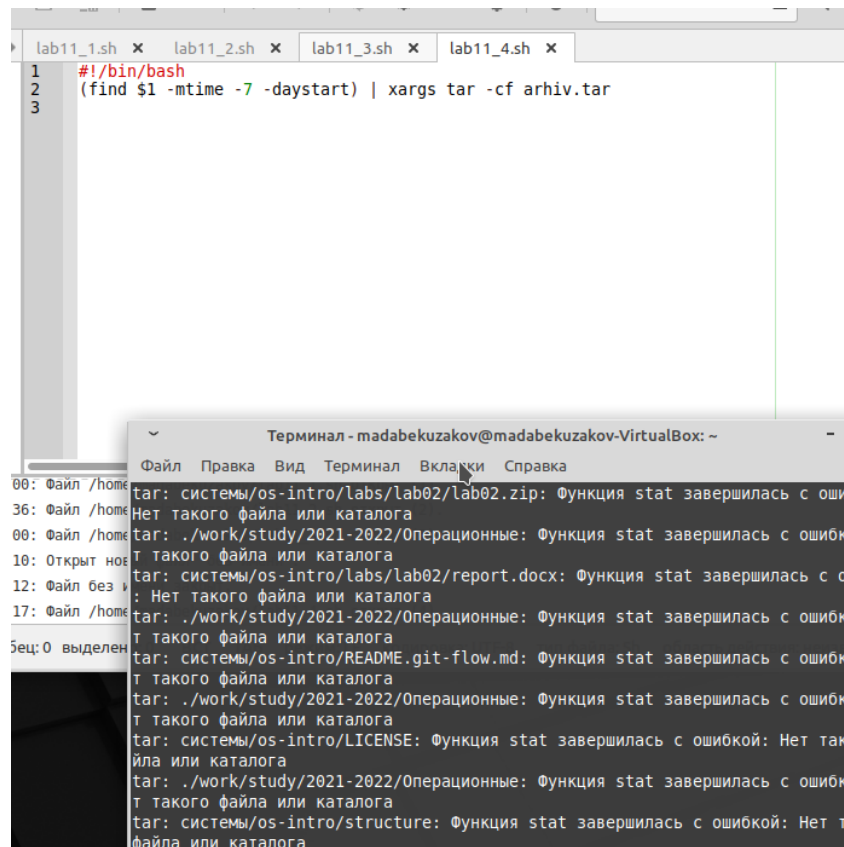 lab11_1.sh × lab11_2.sh × lab11_3.sh × lab11_4.sh ×
1 #!/bin/bash
2 (find $1 -mtime -7 -daystart) | xargs tar -cf arhiv.tar
3
Терминал - madabekuzakov@madabekuzakov-VirtualBox: ~
Файл Правка Вид Терминал Вкладки Справка
00: Файл /home
36: Файл /home
00: Файл /home
10: Открыт
12: Файл без
17: Файл /home
0 выделен
tar: системы/os-intro/labs/lab02/lab02.zip: Функция stat завершилась с
Нет такого файла или каталога
tar: ./work/study/2021-2022/Операционные: Функция stat завершилась с
т такого файла или каталога
tar: системы/os-intro/labs/lab02/report.docx: Функция stat завершилась с
: Нет такого файла или каталога
tar: ./work/study/2021-2022/Операционные: Функция stat завершилась с
т такого файла или каталога
tar: системы/os-intro/README.git-flow.md: Функция stat завершилась с
т такого файла или каталога
tar: ./work/study/2021-2022/Операционные: Функция stat завершилась с
т такого файла или каталога
tar: системы/os-intro/LICENSE: Функция stat завершилась с ошибкой: Нет
йла или каталога
tar: ./work/study/2021-2022/Операционные: Функция stat завершилась с
т такого файла или каталога
tar: системы/os-intro/structure: Функция stat завершилась с ошибкой: Нет
файла или каталога